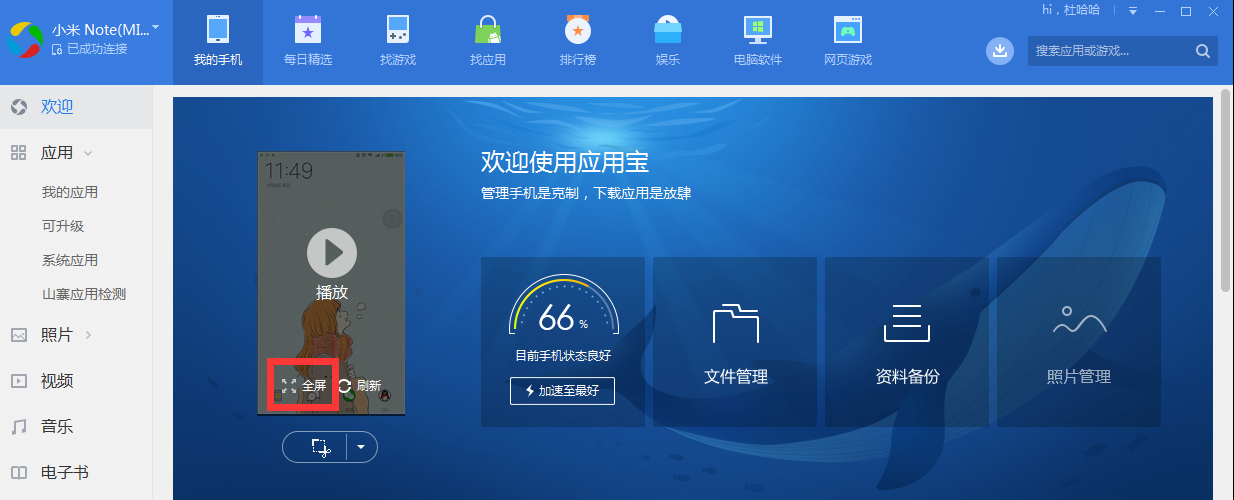 小米 Note(MI...
已成功连接
我的手机
每日精选
找游戏
找应用
排行榜
娱乐
电脑软件
网页游戏
hi，杜哈哈
搜索应用或游戏...
欢迎
应用
我的应用
可升级
系统应用
山寨应用检测
照片
视频
音乐
电子书
11:49
播放
全屏
刷新
欢迎使用应用宝
管理手机是克制，下载应用是放肆
66 %
目前手机状态良好
加速至最好
文件管理
资料备份
照片管理